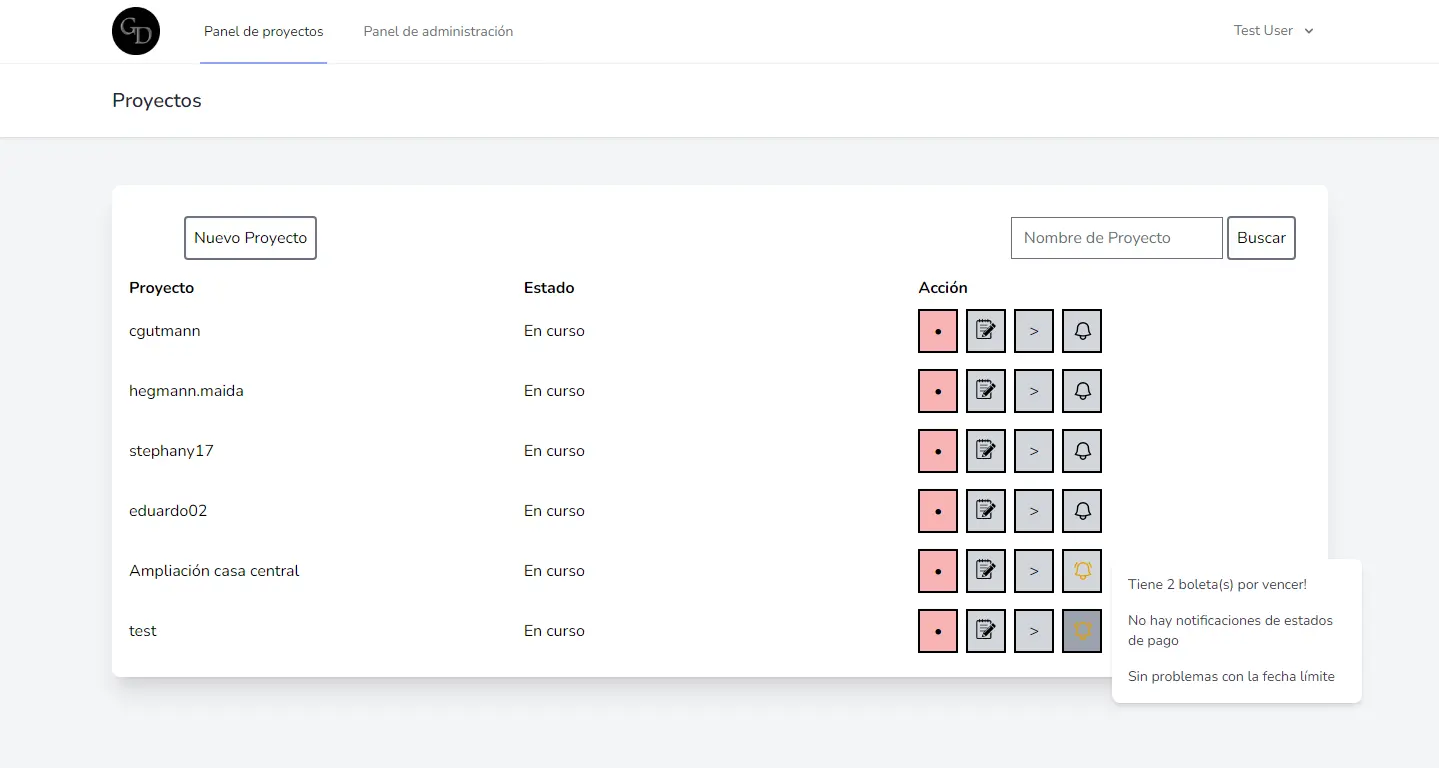 GD
Panel de proyectos Panel de administración Test User
Proyectos
Nuevo Proyecto Nombre de Proyecto Buscar
Proyecto Estado Acción
cgutmann En curso • >
hegmann.maida En curso • >
stephany17 En curso • >
eduardo02 En curso • >
Ampliación casa central En curso • >
test En curso • >
Tiene 2 boleta(s) por vencer!
No hay notificaciones de estados
de pago
Sin problemas con la fecha límite